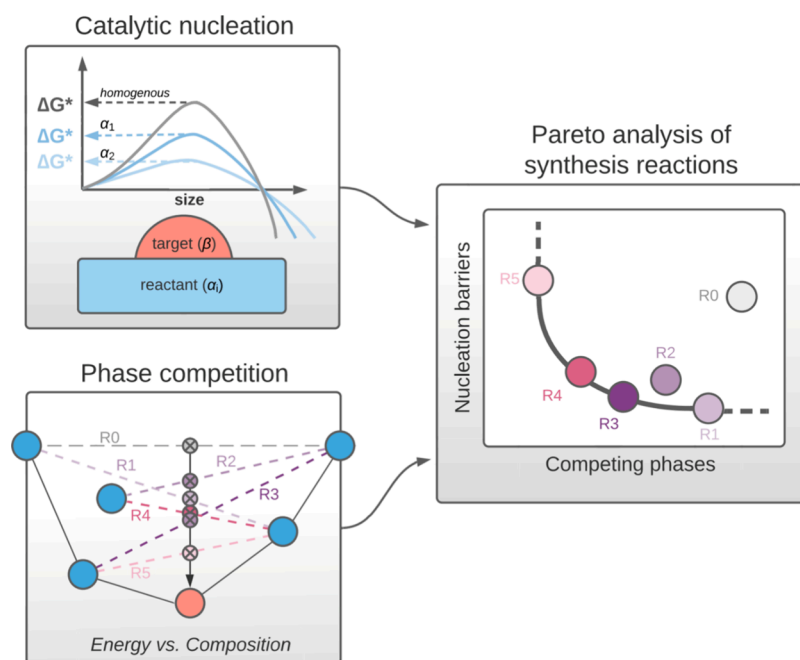 Catalytic nucleation
ΔG*
homogenous
ΔG*
α1
ΔG*
α2
size
target (β)
reactant (αi)
Phase competition
R0
R1
R2
R3
R4
R5
Energy vs. Composition
Pareto analysis of
synthesis reactions
Nucleation barriers
R5
R0
R2
R4
R3
R1
Competing phases